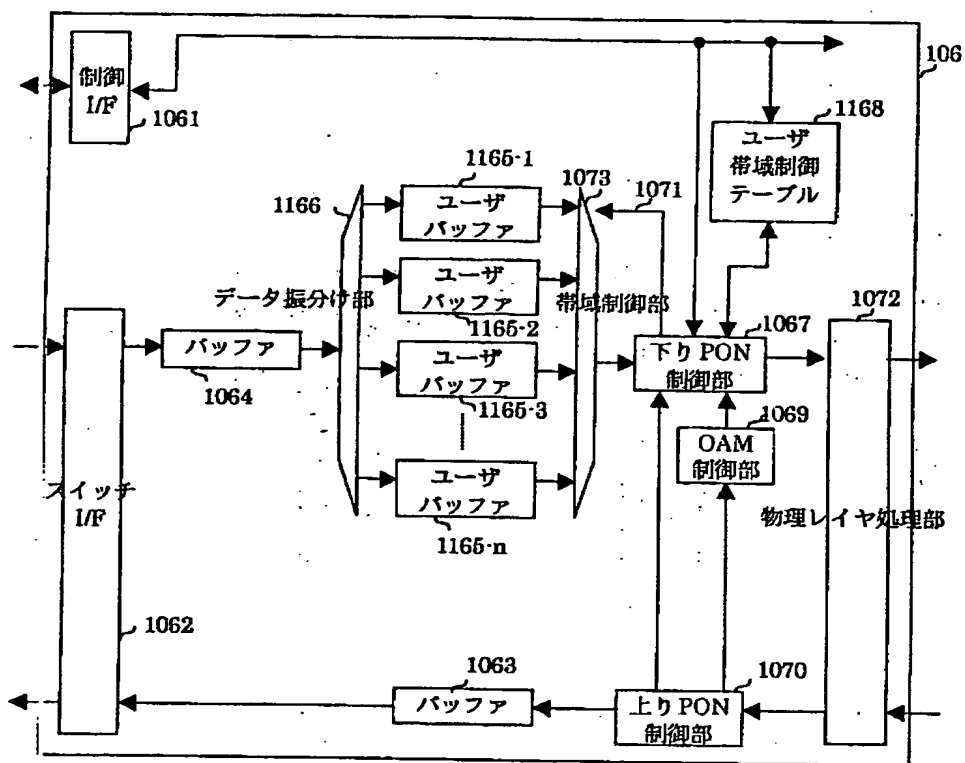 制御
I/F
1061
106
1168
ユーザ
帯域制御
テーブル
1165-1
ユーザ
バッファ
1073
1071
1166
データ振分け部
ユーザ
バッファ
1165-2
帯域制御部
1067
下り PON
制御部
1072
バッファ
1064
ユーザ
バッファ
1165-3
1069
OAM
制御部
ユーザ
バッファ
1165-n
スイッチ
I/F
物理レイヤ処理部
1062
1063
バッファ
1070
上り PON
制御部